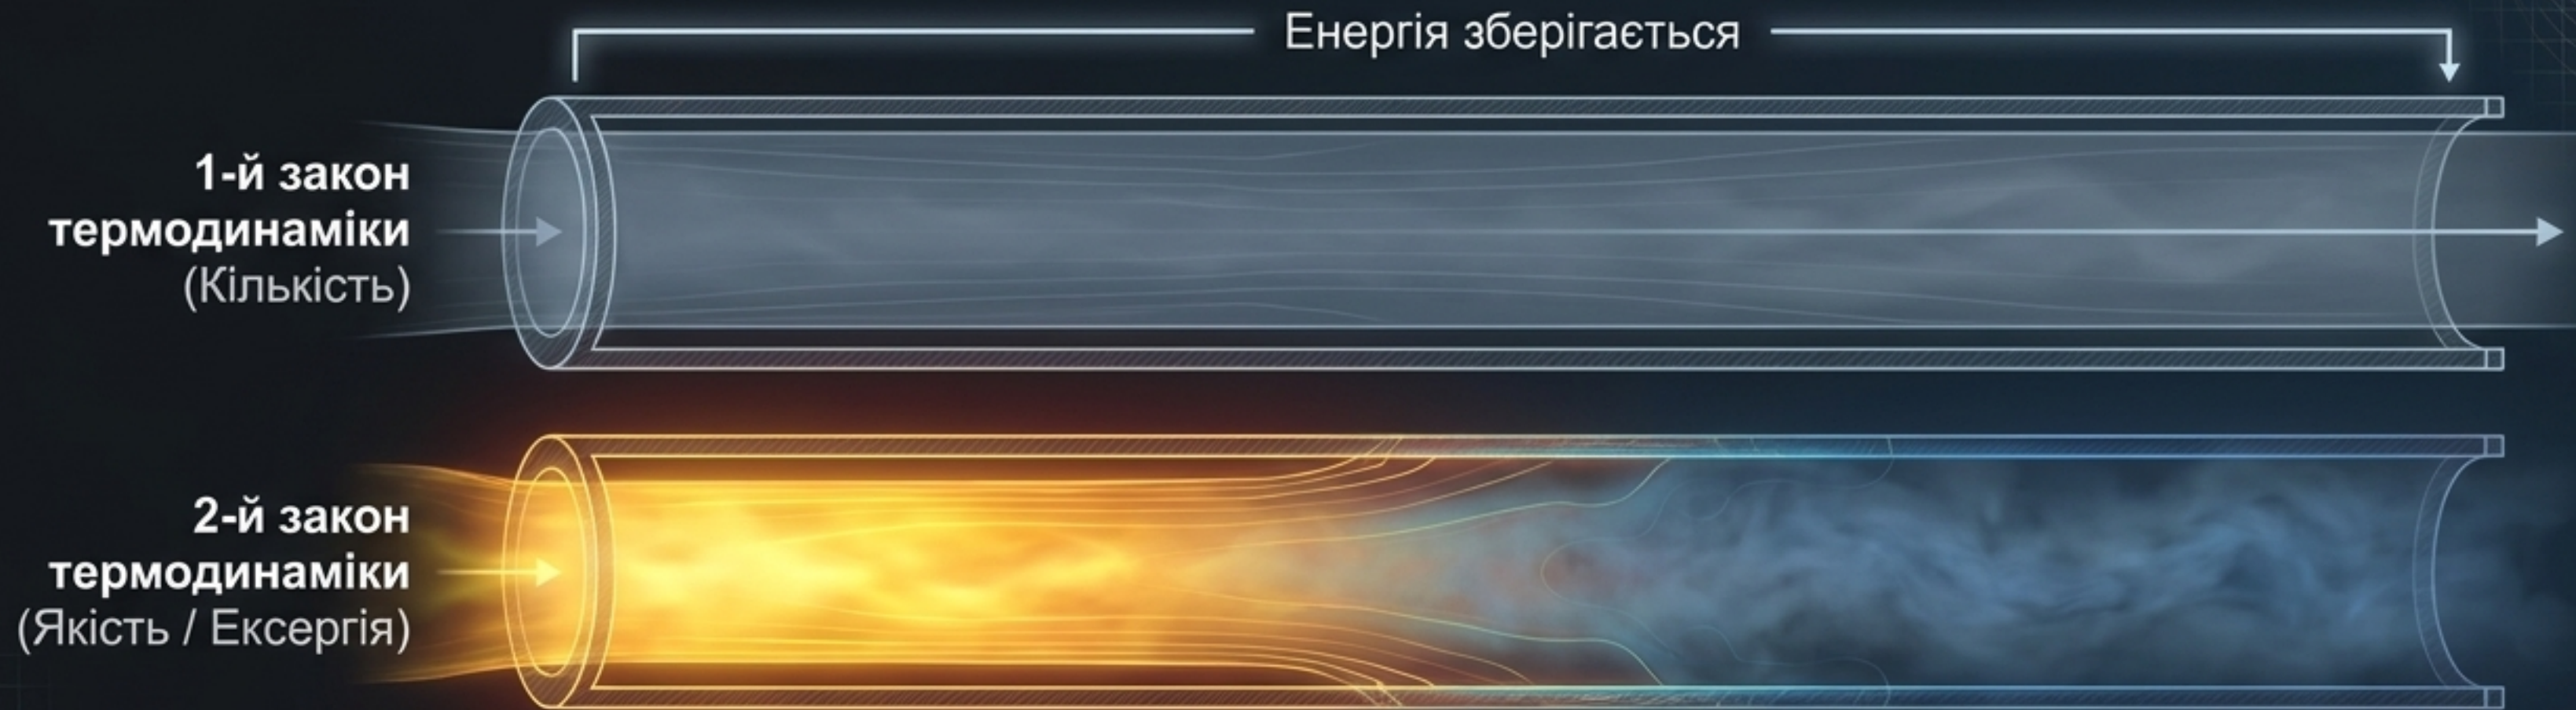 Енергія зберігається
1-й закон
термодинаміки
(Кількість)
2-й закон
термодинаміки
(Якість / Ексергія)